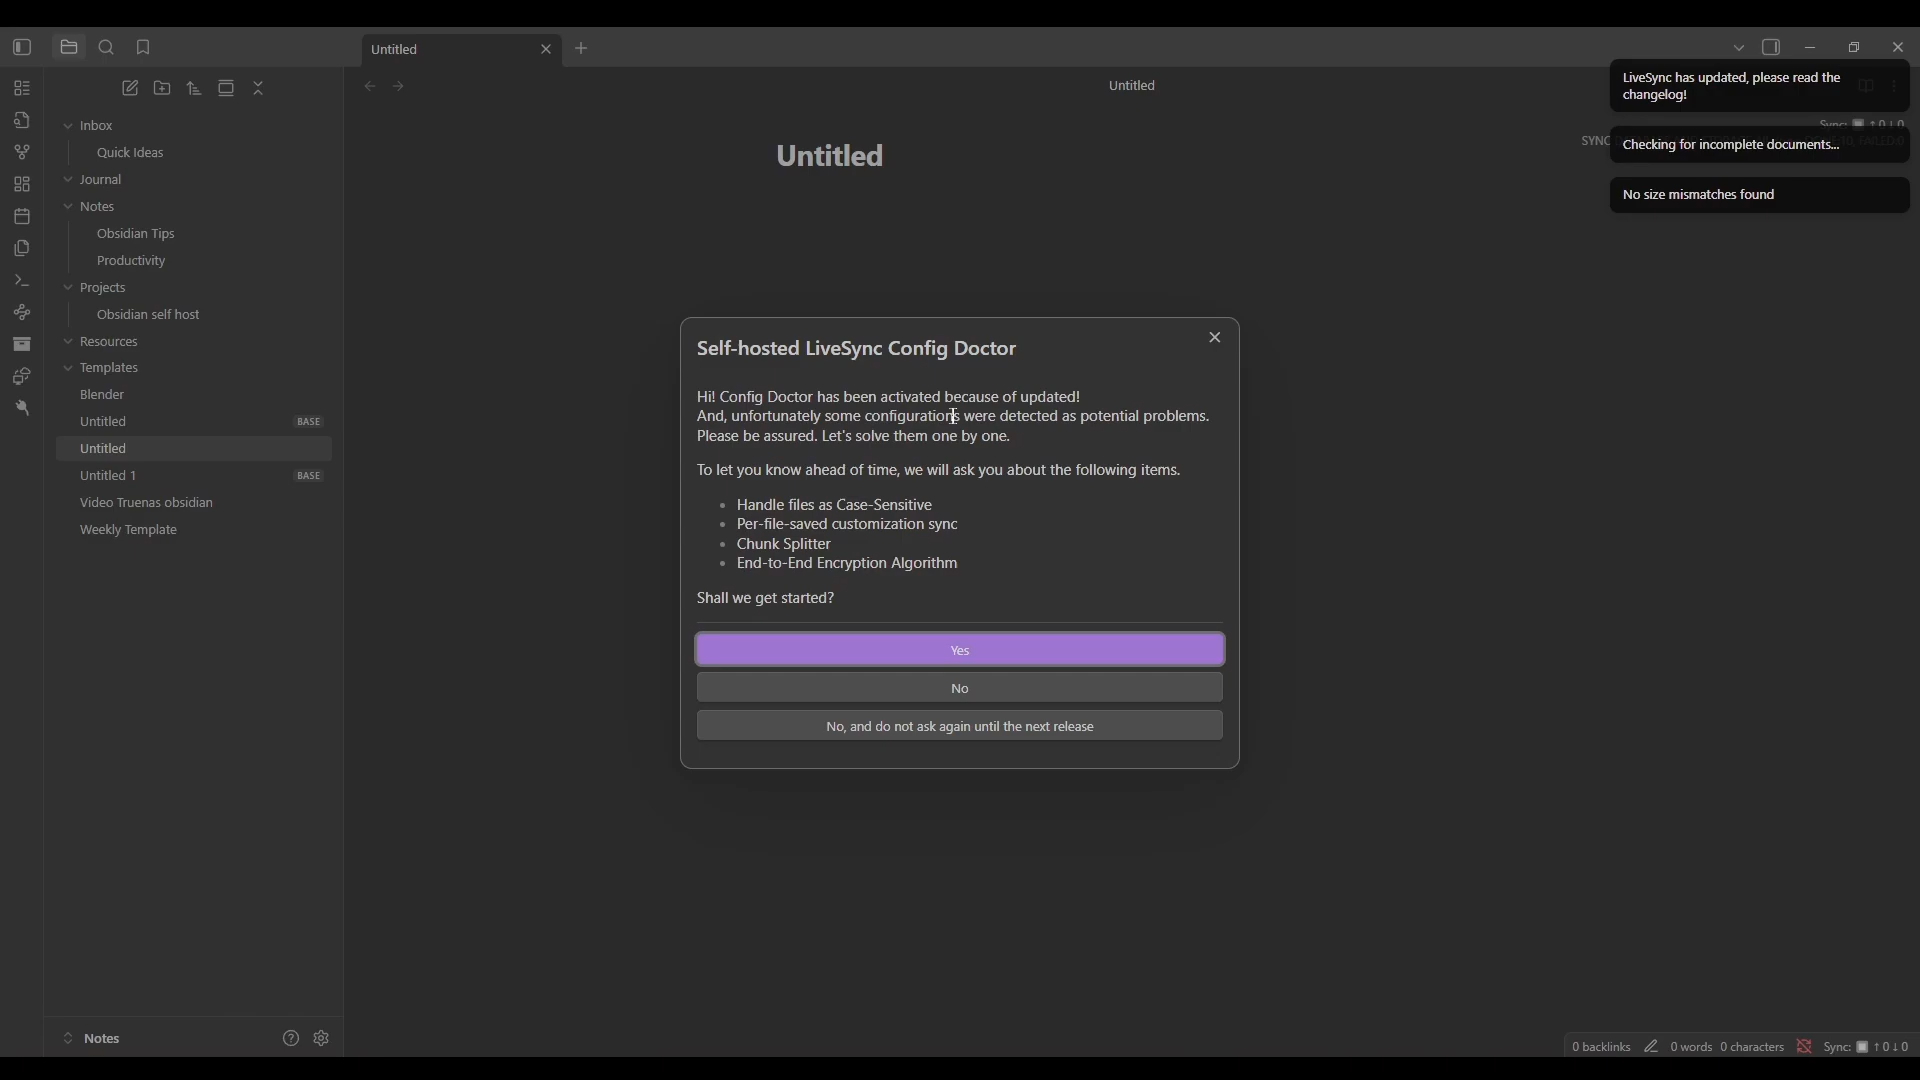 Untitled
Untitled
LiveSync has updated, please read the
changelog!
Sync: ↑ 0 ↓ 0
SYNC
Checking for incomplete documents...
No size mismatches found
Inbox
Quick Ideas
Journal
Notes
Obsidian Tips
Productivity
Projects
Obsidian self host
Resources
Templates
Blender
Untitled BASE
Untitled
Untitled 1 BASE
Video Truenas obsidian
Weekly Template
Notes
Untitled
Self-hosted LiveSync Config Doctor
Hi! Config Doctor has been activated because of updated!
And, unfortunately some configurations were detected as potential problems.
Please be assured. Let's solve them one by one.
To let you know ahead of time, we will ask you about the following items.
• Handle files as Case-Sensitive
• Per-file-saved customization sync
• Chunk Splitter
• End-to-End Encryption Algorithm
Shall we get started?
Yes
No
No, and do not ask again until the next release
0 backlinks 0 words 0 characters Sync: ↑ 0 ↓ 0